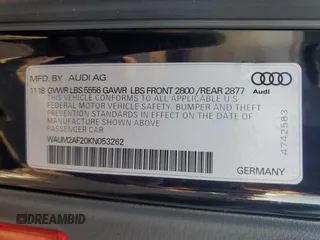 MFD. BY AUDI AG
11 18 GVWR LBS 5556 GAWR LBS FRONT 2800 / REAR 2877
THIS VEHICLE CONFORMS TO ALL APPLICABLE U.S.
FEDERAL MOTOR VEHICLE SAFETY, BUMPER AND THEFT
PREVENTION STANDARDS IN EFFECT ON THE DATE OF
MANUFACTURE SHOWN ABOVE.
PASSENGER CAR
WAUM2AF20KN053262
Audi
4742583
GERMANY
DREAMBID